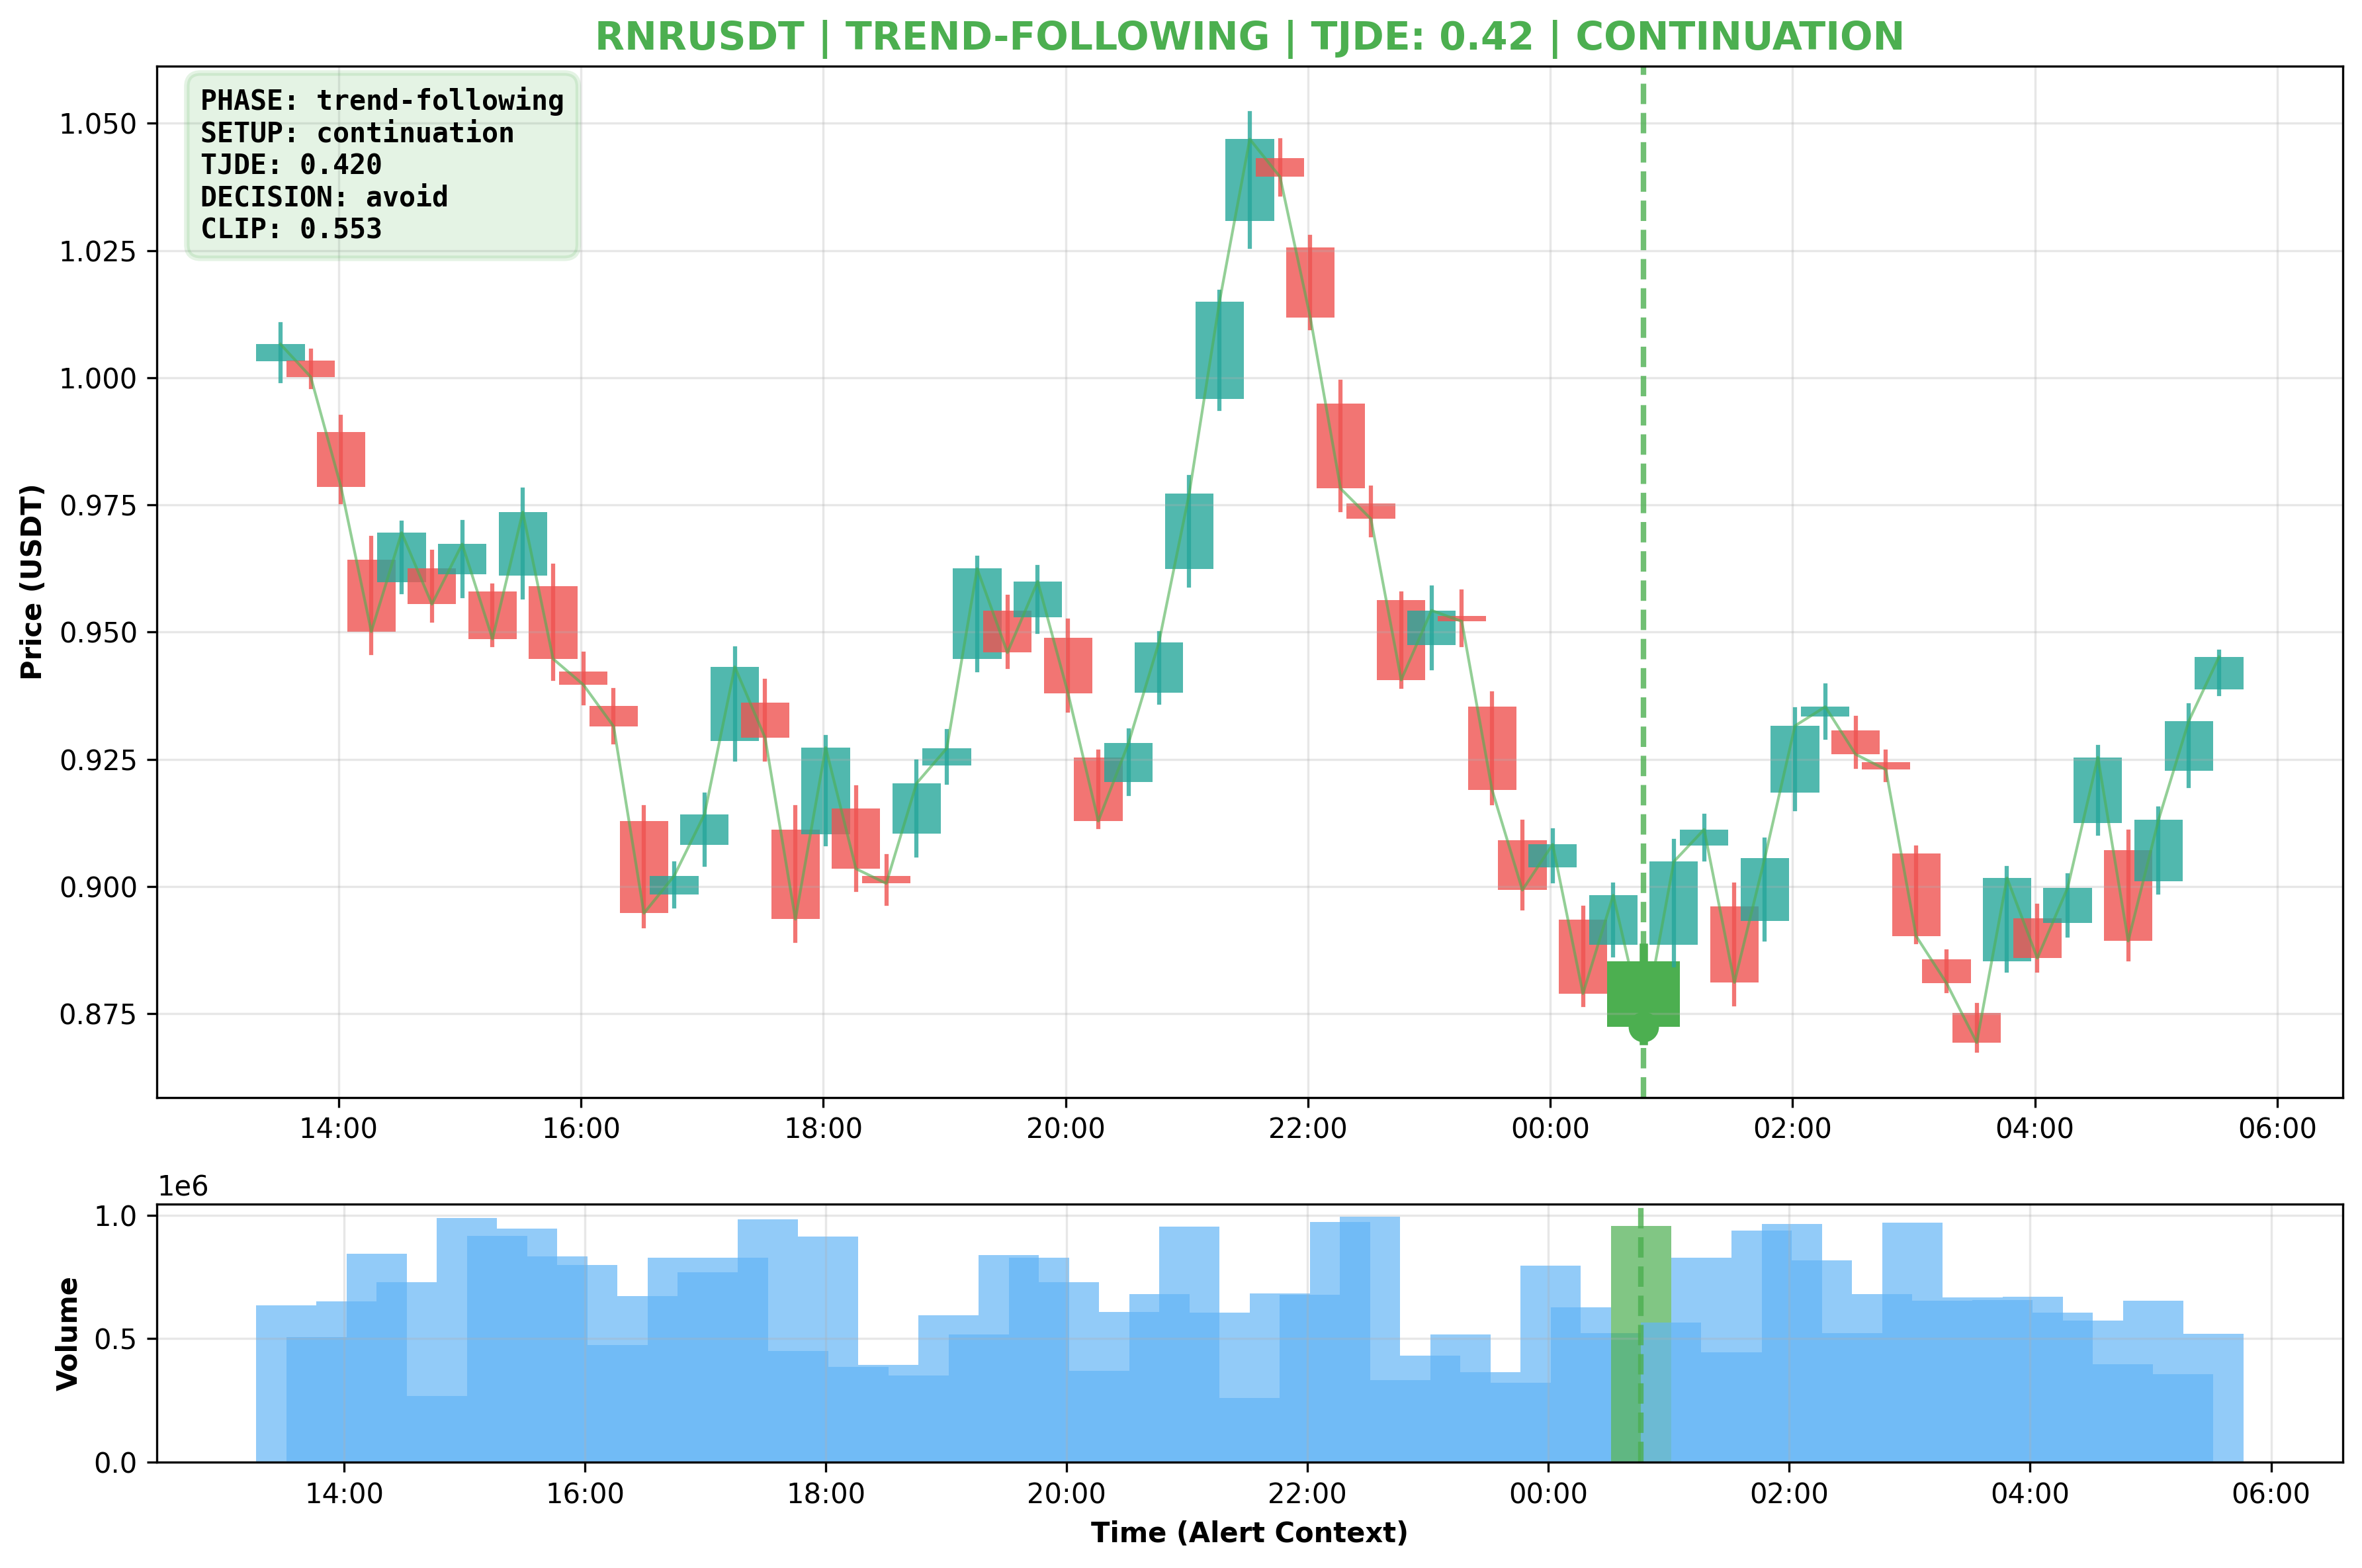 RNRUSDT | TREND-FOLLOWING | TJDE: 0.42 | CONTINUATION
PHASE: trend-following
SETUP: continuation
TJDE: 0.420
DECISION: avoid
CLIP: 0.553
Price (USDT)
1.050
1.025
1.000
0.975
0.950
0.925
0.900
0.875
14:00 16:00 18:00 20:00 22:00 00:00 02:00 04:00 06:00
1e6
Volume
1.0
0.5
0.0
14:00 16:00 18:00 20:00 22:00 00:00 02:00 04:00 06:00
Time (Alert Context)